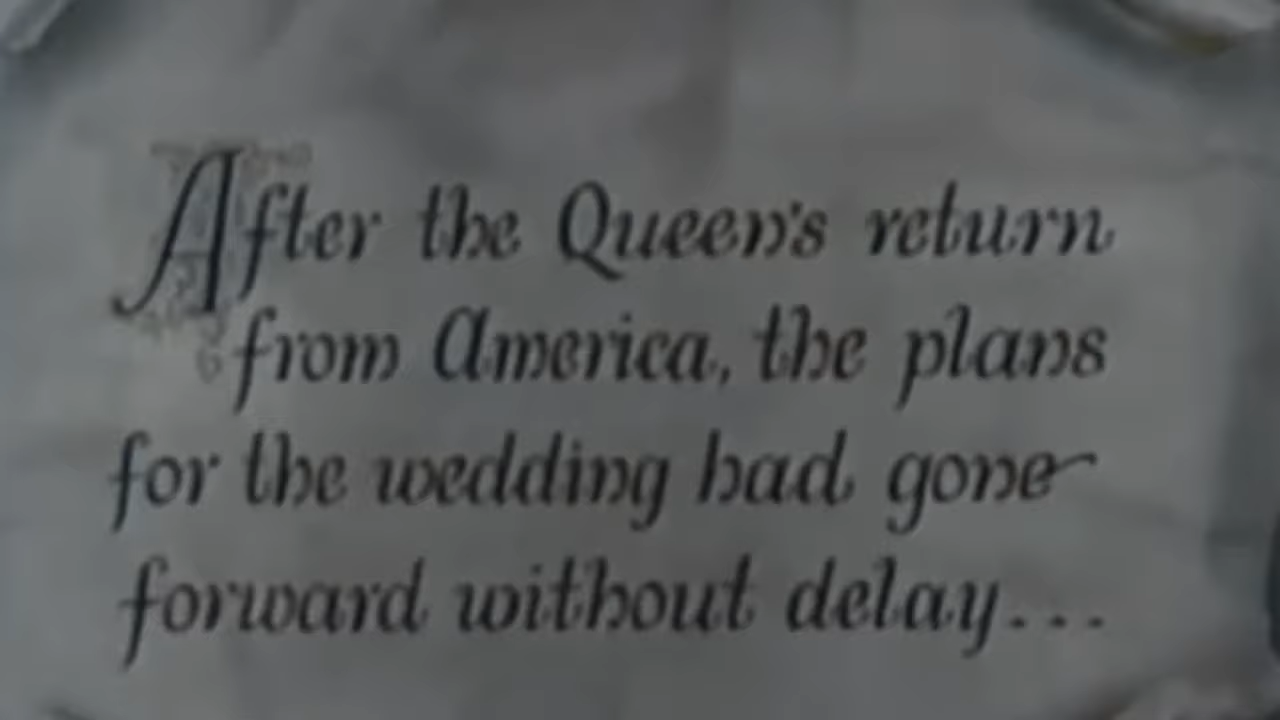 After the Queen's return
from America, the plans
for the wedding had gone
forward without delay...